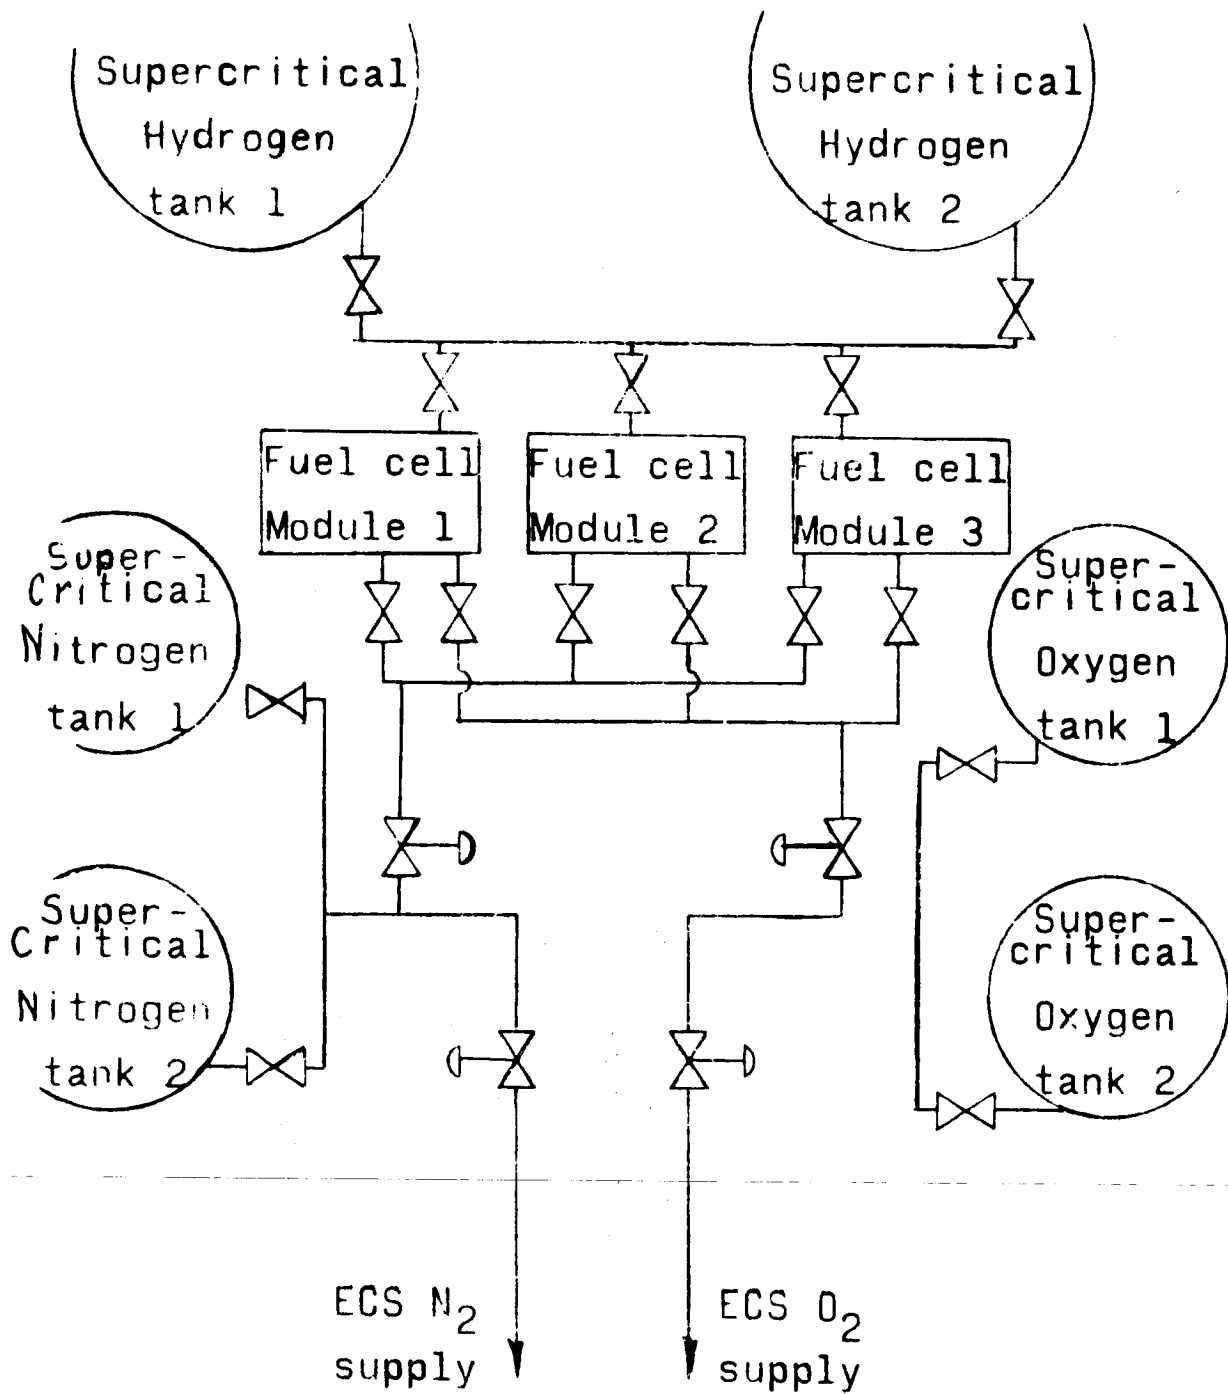 Supercritical
Hydrogen
tank 1
Supercritical
Hydrogen
tank 2
Fuel cell
Module 1
Fuel cell
Module 2
Fuel cell
Module 3
Super-
Critical
Nitrogen
tank 1
Super-
critical
Oxygen
tank 1
Super-
Critical
Nitrogen
tank 2
Super-
critical
Oxygen
tank 2
ECS N2
supply
ECS O2
supply